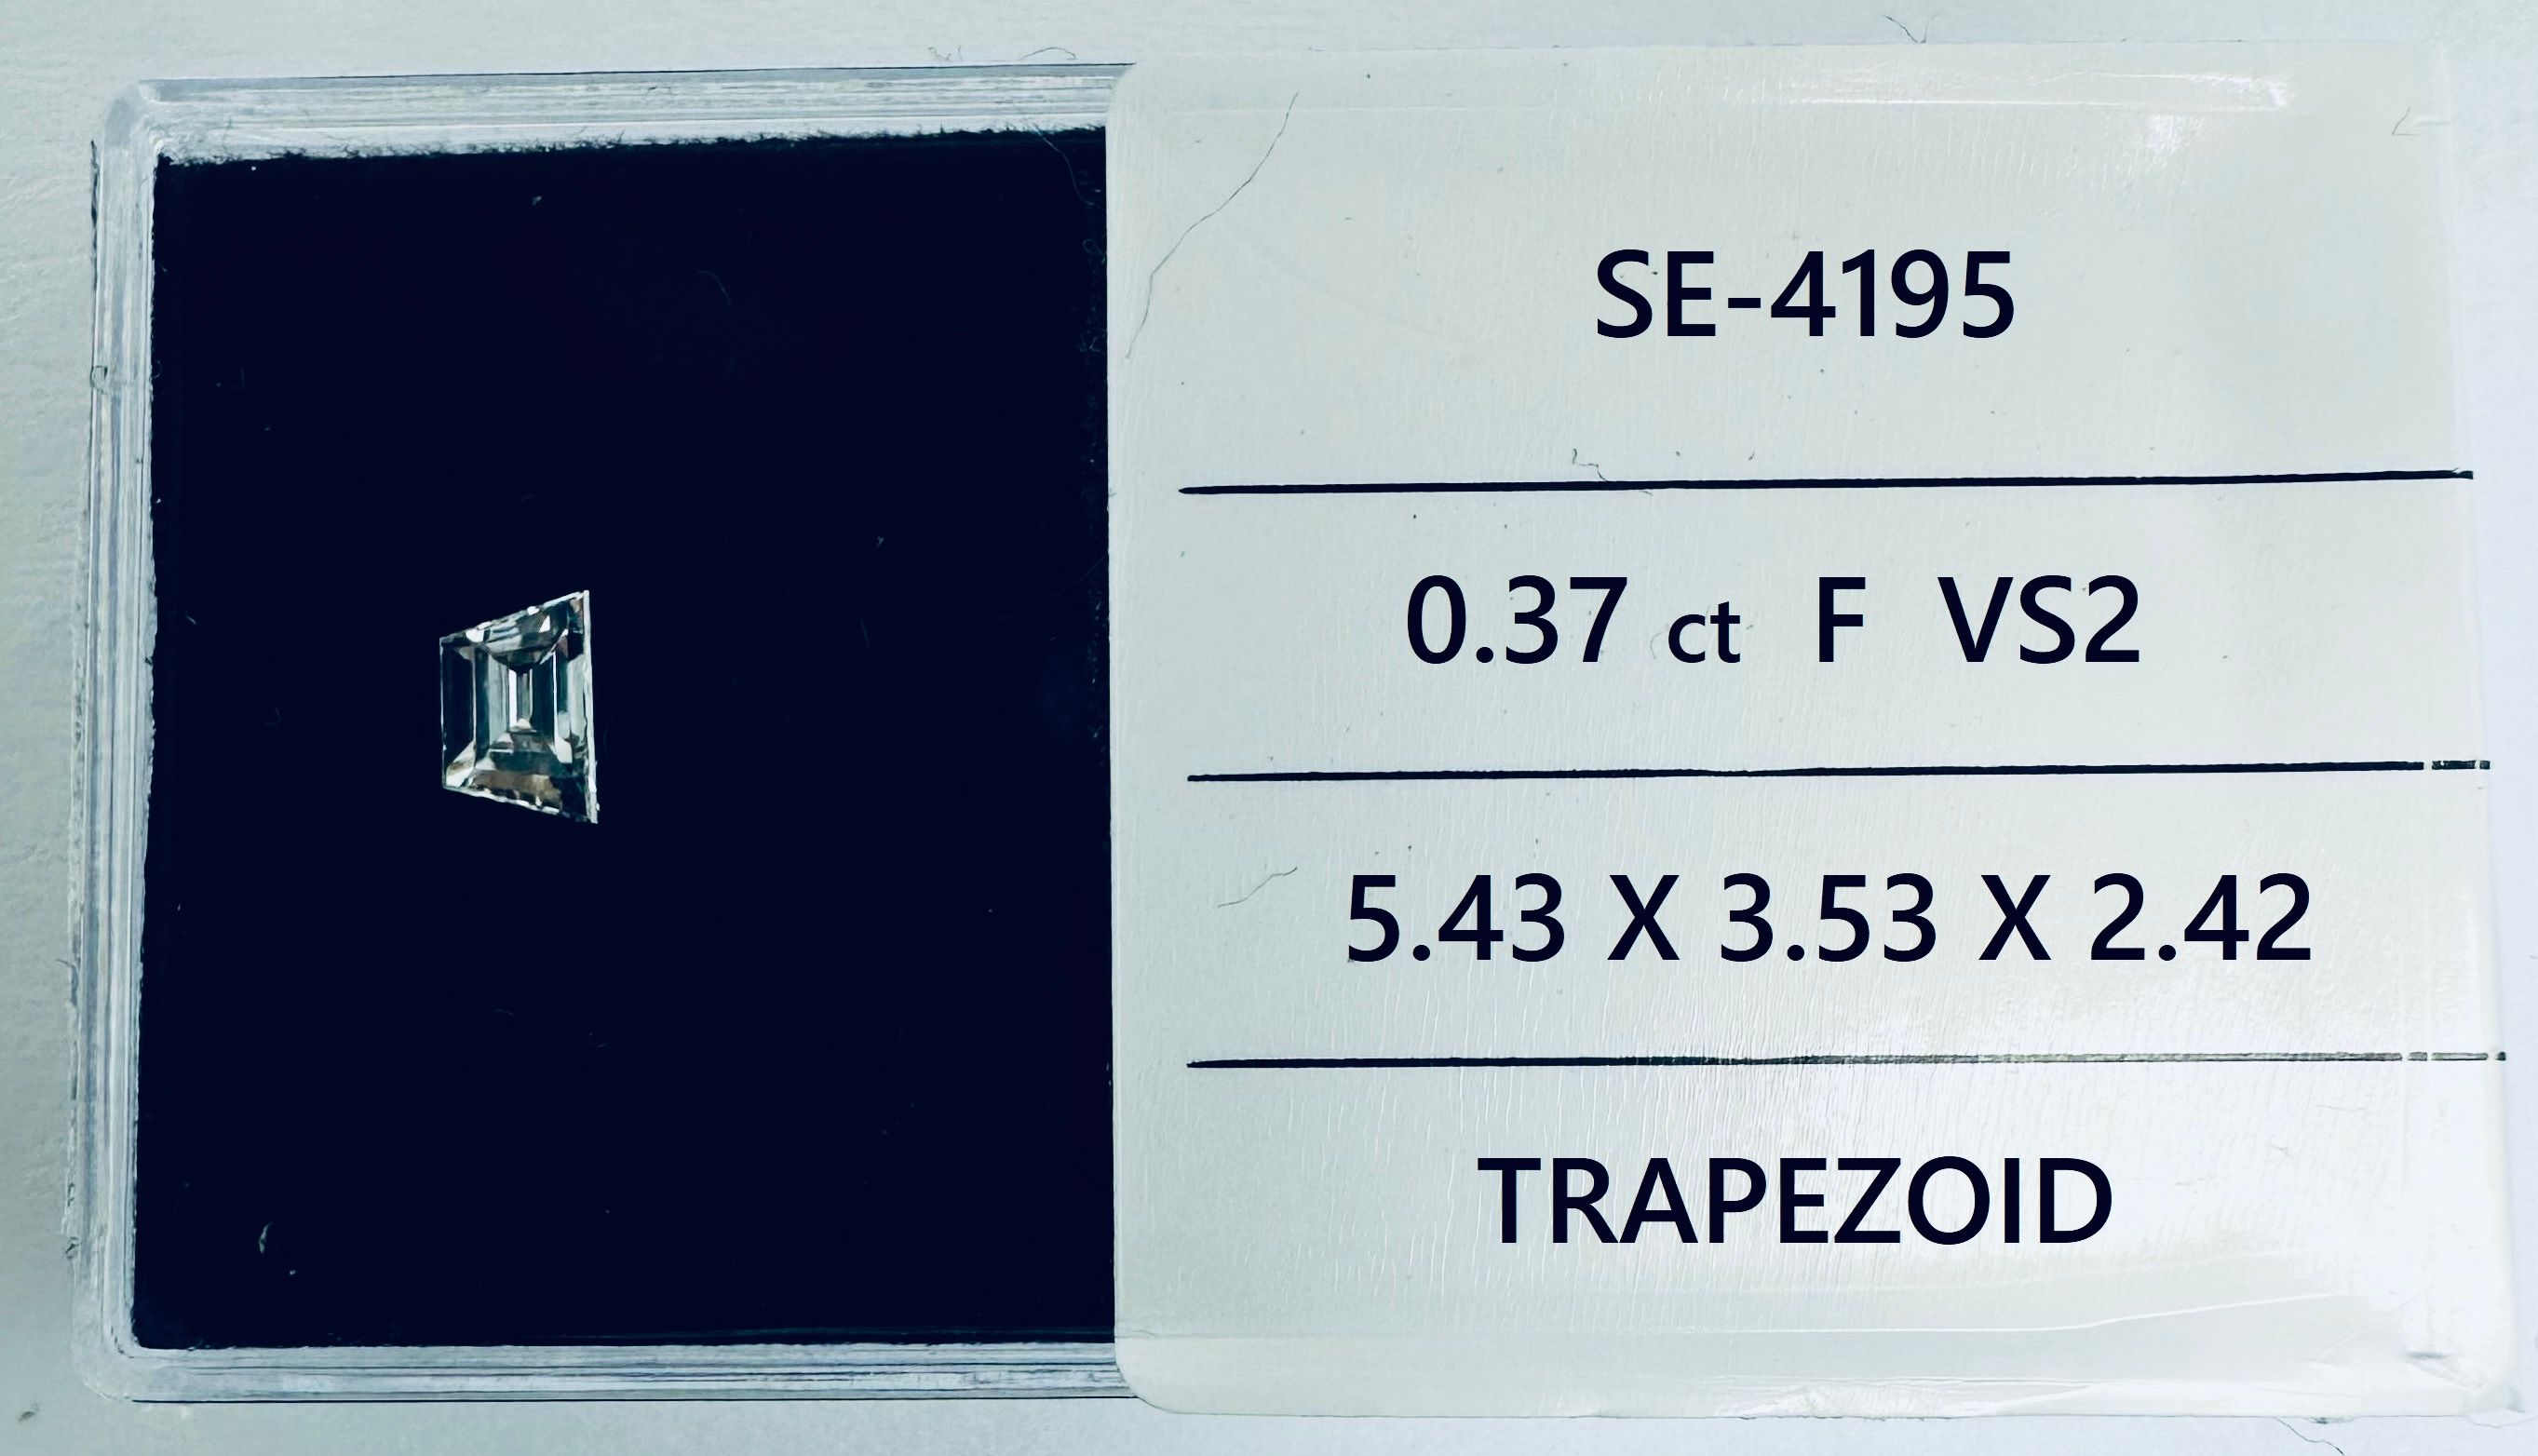 SE-4195
0.37 ct F VS2
5.43 X 3.53 X 2.42
TRAPEZOID